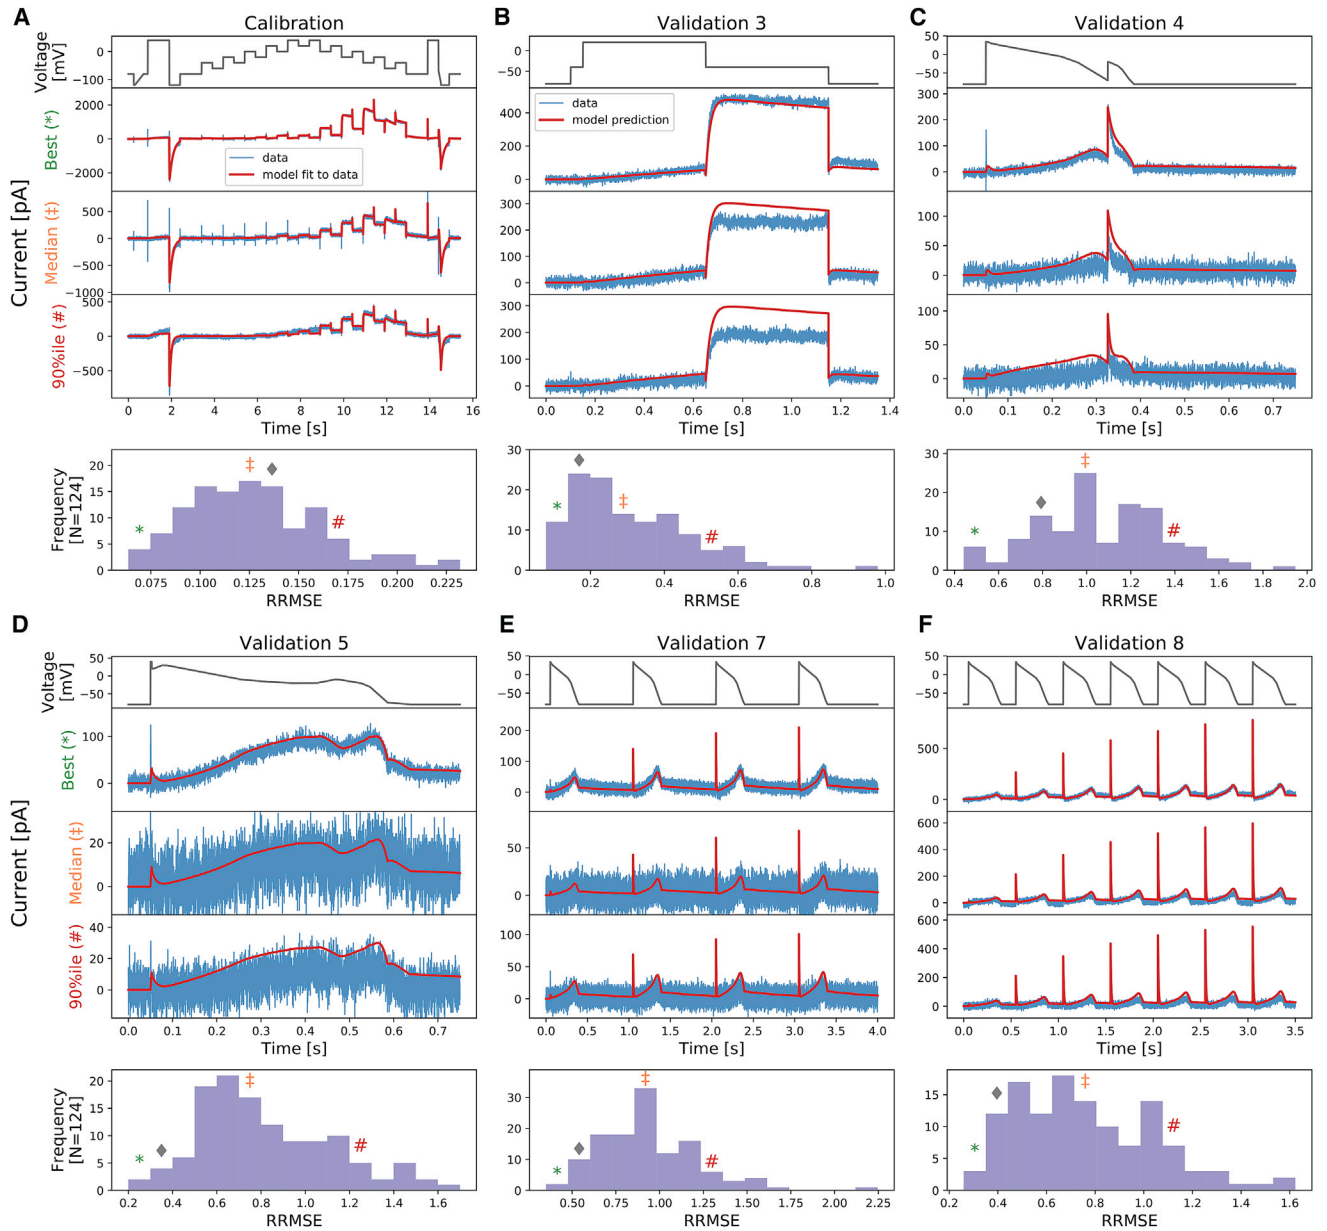 A
Calibration
B
Validation 3
C
Validation 4
Voltage
[mV]
0
−100
0
−50
50
0
−50
Current [pA]
Best (*)
2000
0
−2000
data
model fit to data
400
200
0
data
model prediction
300
200
100
0
Median (‡)
500
0
−500
−1000
300
200
100
0
100
50
0
90%ile (#)
500
0
−500
300
200
100
0
100
50
0
0 2 4 6 8 10 12 14 16
Time [s]
0.0 0.2 0.4 0.6 0.8 1.0 1.2 1.4
Time [s]
0.0 0.1 0.2 0.3 0.4 0.5 0.6 0.7
Time [s]
Frequency
[N=124]
20
15
10
5
0
* ‡ ◆ #
0.075 0.100 0.125 0.150 0.175 0.200 0.225
RRMSE
30
20
10
0
* ◆ ‡ #
0.2 0.4 0.6 0.8 1.0
RRMSE
30
20
10
0
* ◆ ‡ #
0.4 0.6 0.8 1.0 1.2 1.4 1.6 1.8 2.0
RRMSE
D
Validation 5
E
Validation 7
F
Validation 8
Voltage
[mV]
50
0
−50
50
0
−50
50
0
−50
Current [pA]
Best (*)
100
0
200
100
0
500
0
Median (‡)
20
0
50
0
600
400
200
0
90%ile (#)
40
20
0
100
50
0
600
400
200
0
0.0 0.1 0.2 0.3 0.4 0.5 0.6 0.7
Time [s]
0.0 0.5 1.0 1.5 2.0 2.5 3.0 3.5 4.0
Time [s]
0.0 0.5 1.0 1.5 2.0 2.5 3.0 3.5
Time [s]
Frequency
[N=124]
20
15
10
5
0
* ◆ ‡ #
0.2 0.4 0.6 0.8 1.0 1.2 1.4 1.6
RRMSE
30
20
10
0
* ◆ ‡ #
0.50 0.75 1.00 1.25 1.50 1.75 2.00 2.25
RRMSE
15
10
5
0
* ◆ ‡ #
0.2 0.4 0.6 0.8 1.0 1.2 1.4 1.6
RRMSE